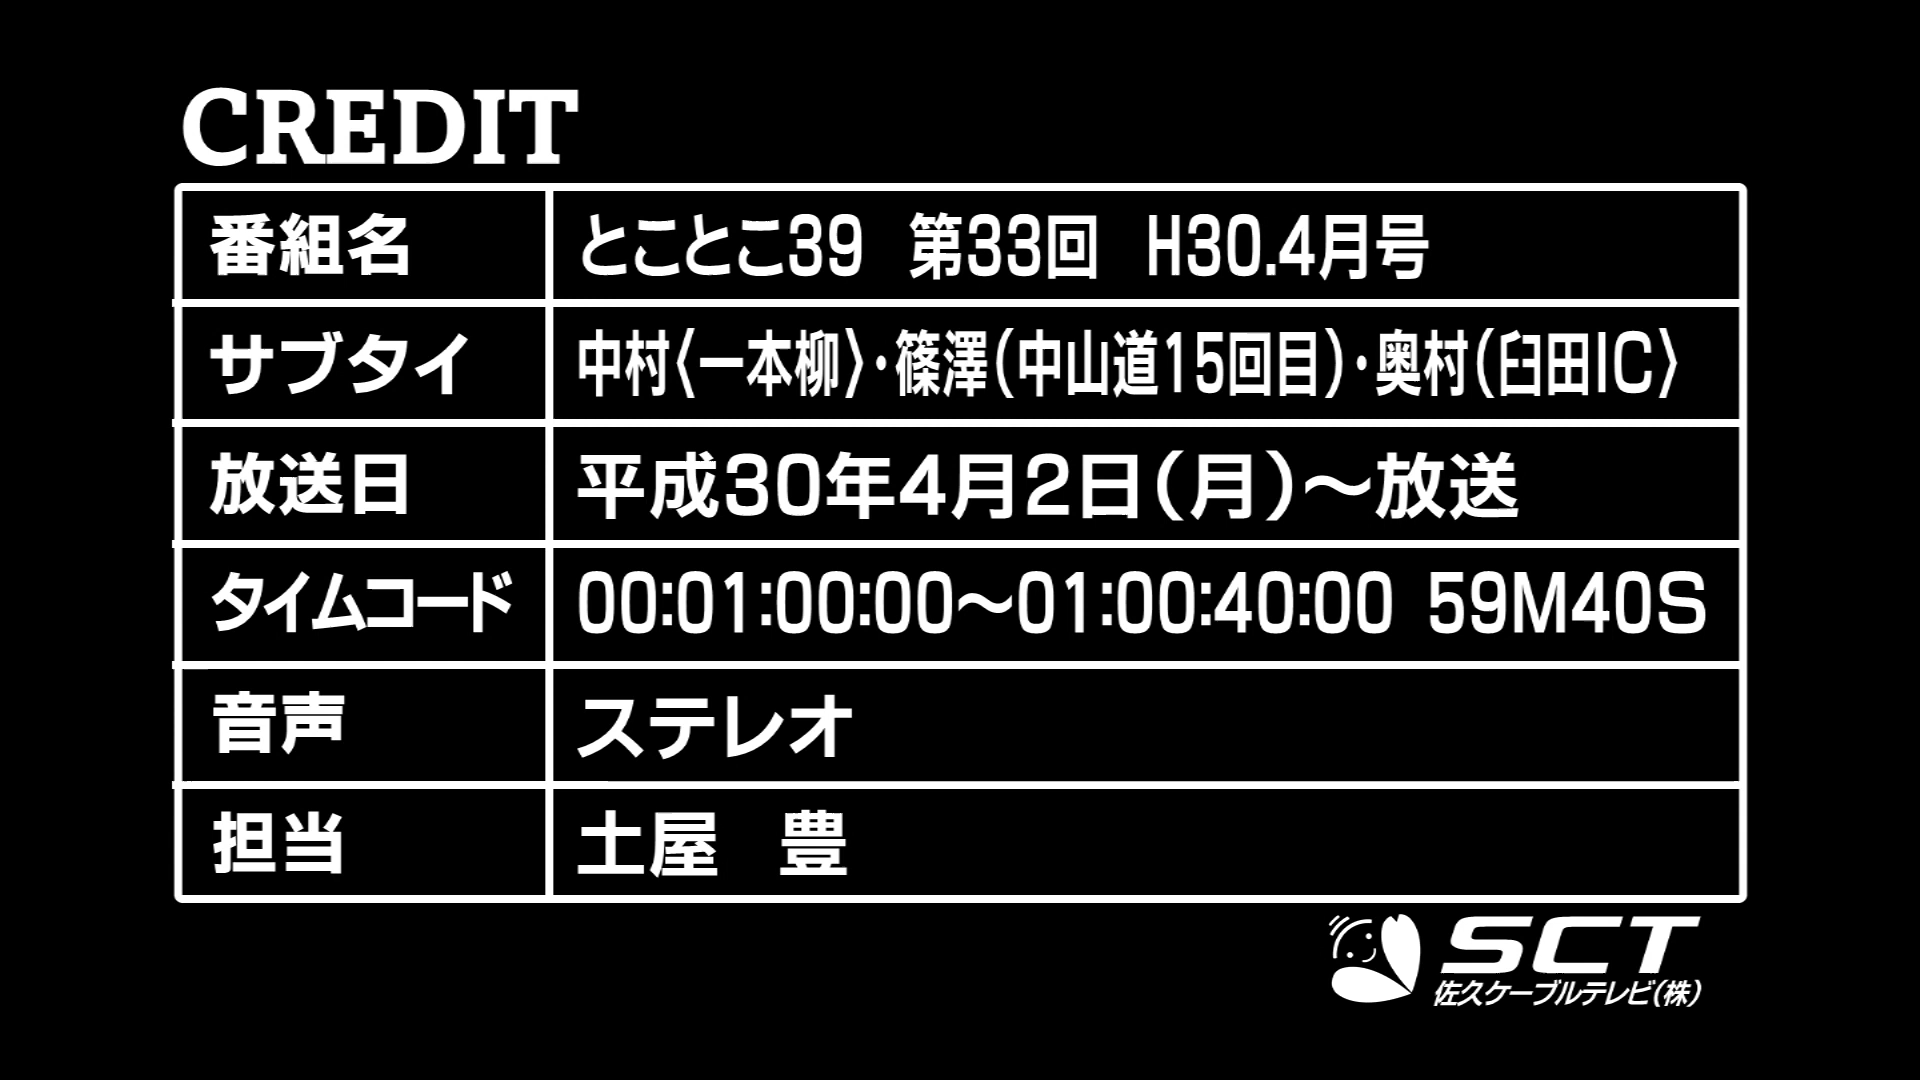 CREDIT
番組名 とことこ39　第33回　H30.4月号
サブタイ 中村〈一本柳〉・篠澤（中山道15回目）・奥村（臼田IC〉
放送日 平成30年4月2日（月）～放送
タイムコード 00:01:00:00～01:00:40:00 59M40S
音声 ステレオ
担当 土屋　豊
SCT
佐久ケーブルテレビ（株）